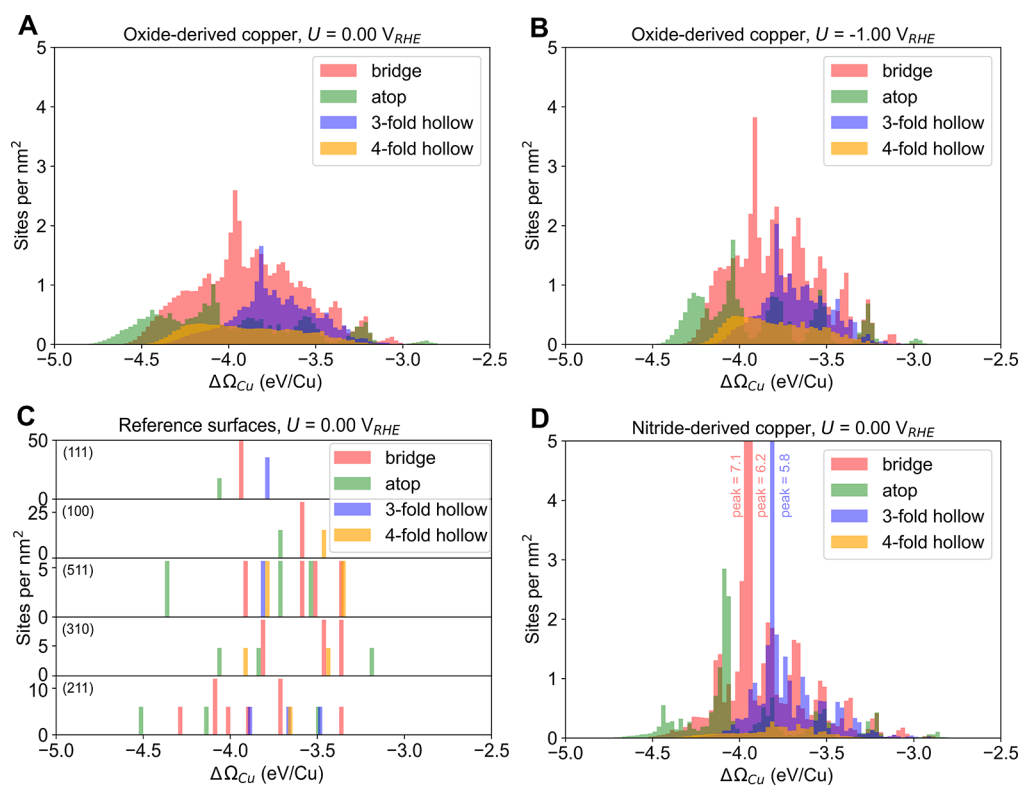 A
Oxide-derived copper, U = 0.00 V_RHE
Sites per nm²
5
4
3
2
1
0
bridge
atop
3-fold hollow
4-fold hollow
−5.0
−4.5
−4.0
−3.5
−3.0
−2.5
ΔΩ_Cu (eV/Cu)
B
Oxide-derived copper, U = -1.00 V_RHE
Sites per nm²
5
4
3
2
1
0
bridge
atop
3-fold hollow
4-fold hollow
−5.0
−4.5
−4.0
−3.5
−3.0
−2.5
ΔΩ_Cu (eV/Cu)
C
Reference surfaces, U = 0.00 V_RHE
Sites per nm²
50
(111)
0
25
(100)
0
5
(511)
0
(310)
5
0
10
(211)
0
bridge
atop
3-fold hollow
4-fold hollow
−5.0
−4.5
−4.0
−3.5
−3.0
−2.5
ΔΩ_Cu (eV/Cu)
D
Nitride-derived copper, U = 0.00 V_RHE
Sites per nm²
5
4
3
2
1
0
peak = 7.1
peak = 6.2
peak = 5.8
bridge
atop
3-fold hollow
4-fold hollow
−5.0
−4.5
−4.0
−3.5
−3.0
−2.5
ΔΩ_Cu (eV/Cu)